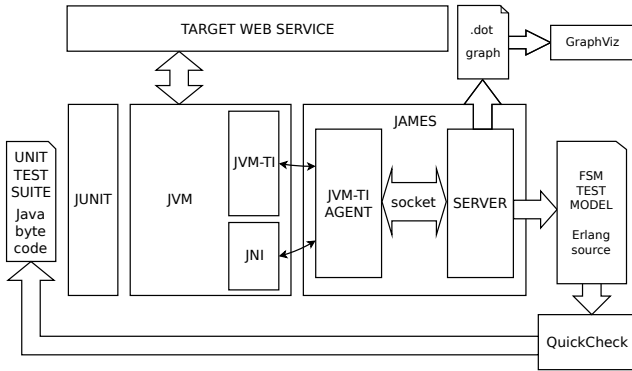 TARGET WEB SERVICE
.dot
graph
GraphViz
UNIT
TEST
SUITE
Java
byte
code
JUNIT
JVM
JVM-TI
JNI
JAMES
JVM-TI
AGENT
socket
SERVER
FSM
TEST
MODEL
Erlang
source
QuickCheck